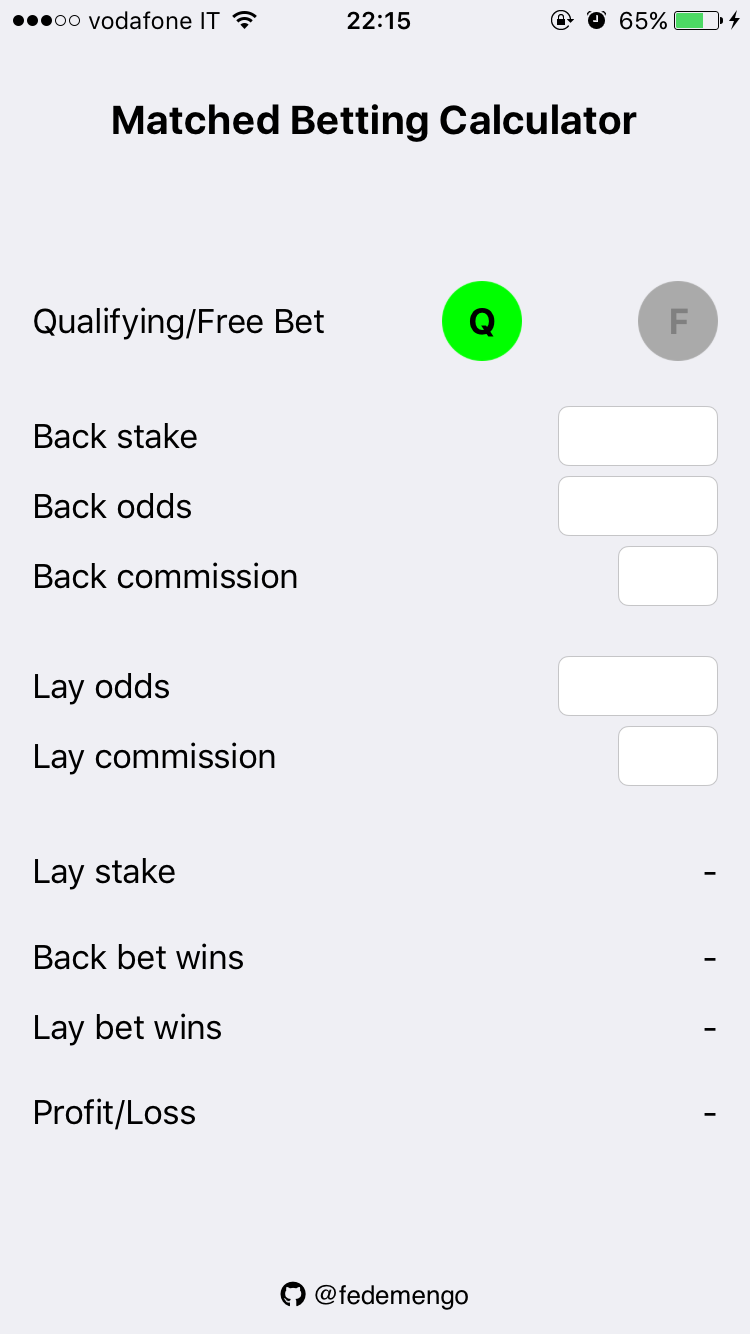 vodafone IT 22:15 65%
Matched Betting Calculator
Qualifying/Free Bet Q F
Back stake
Back odds
Back commission
Lay odds
Lay commission
Lay stake -
Back bet wins -
Lay bet wins -
Profit/Loss -
@fedemengo